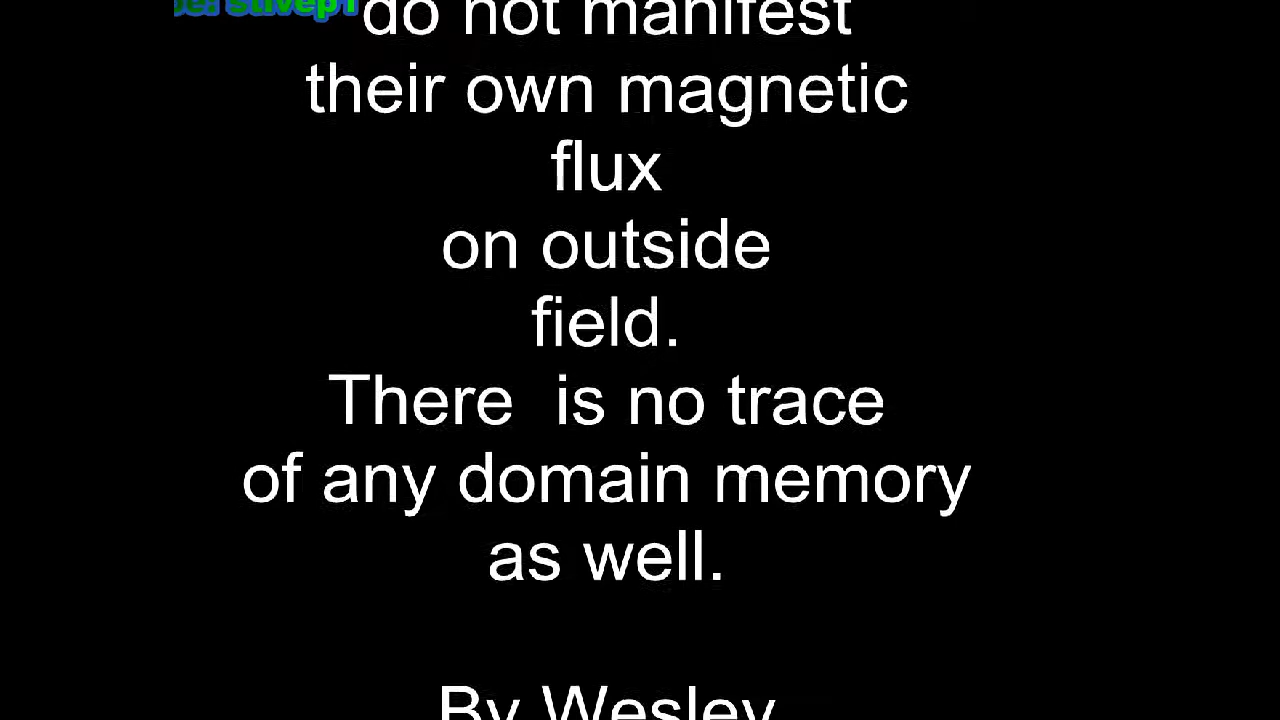 do not manifest
their own magnetic
flux
on outside
field.
There  is no trace
of any domain memory
as well.
By Wesley